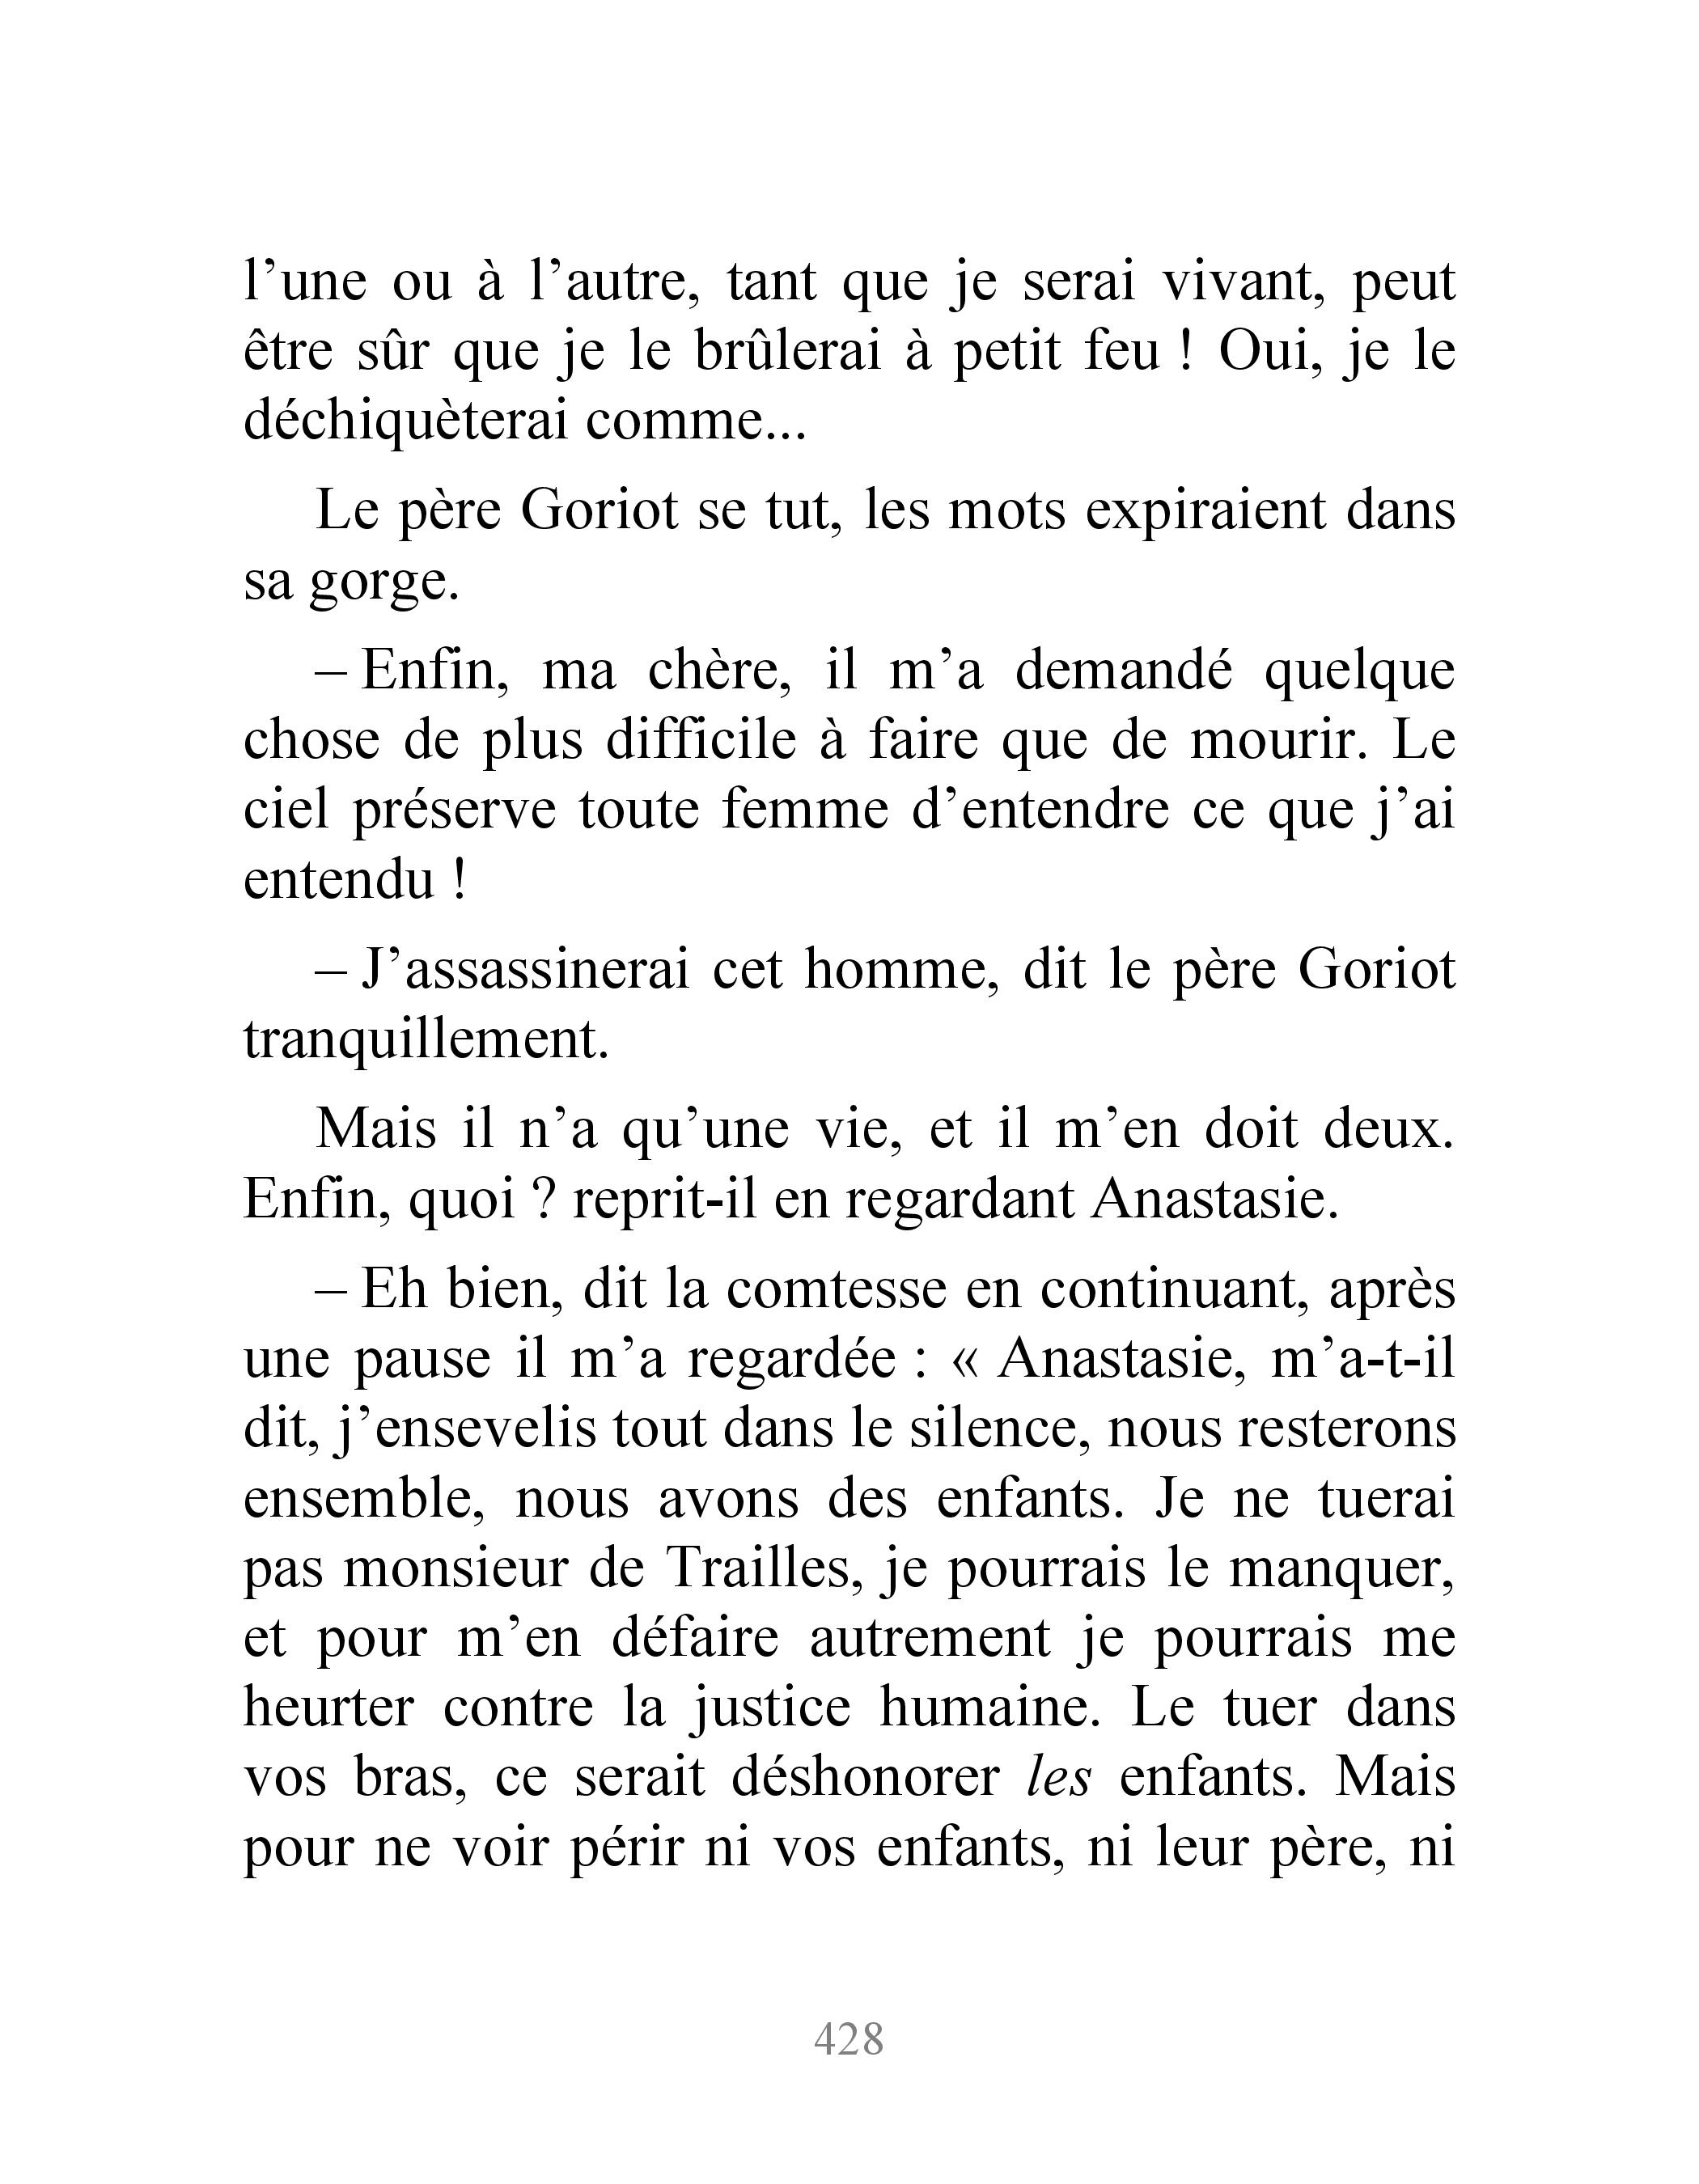 l’une ou à l’autre, tant que je serai vivant, peut
être sûr que je le brûlerai à petit feu ! Oui, je le
déchiquèterai comme...
Le père Goriot se tut, les mots expiraient dans
sa gorge.
– Enfin, ma chère, il m’a demandé quelque
chose de plus difficile à faire que de mourir. Le
ciel préserve toute femme d’entendre ce que j’ai
entendu !
– J’assassinerai cet homme, dit le père Goriot
tranquillement.
Mais il n’a qu’une vie, et il m’en doit deux.
Enfin, quoi ? reprit-il en regardant Anastasie.
– Eh bien, dit la comtesse en continuant, après
une pause il m’a regardée : « Anastasie, m’a-t-il
dit, j’ensevelis tout dans le silence, nous resterons
ensemble, nous avons des enfants. Je ne tuerai
pas monsieur de Trailles, je pourrais le manquer,
et pour m’en défaire autrement je pourrais me
heurter contre la justice humaine. Le tuer dans
vos bras, ce serait déshonorer les enfants. Mais
pour ne voir périr ni vos enfants, ni leur père, ni
428